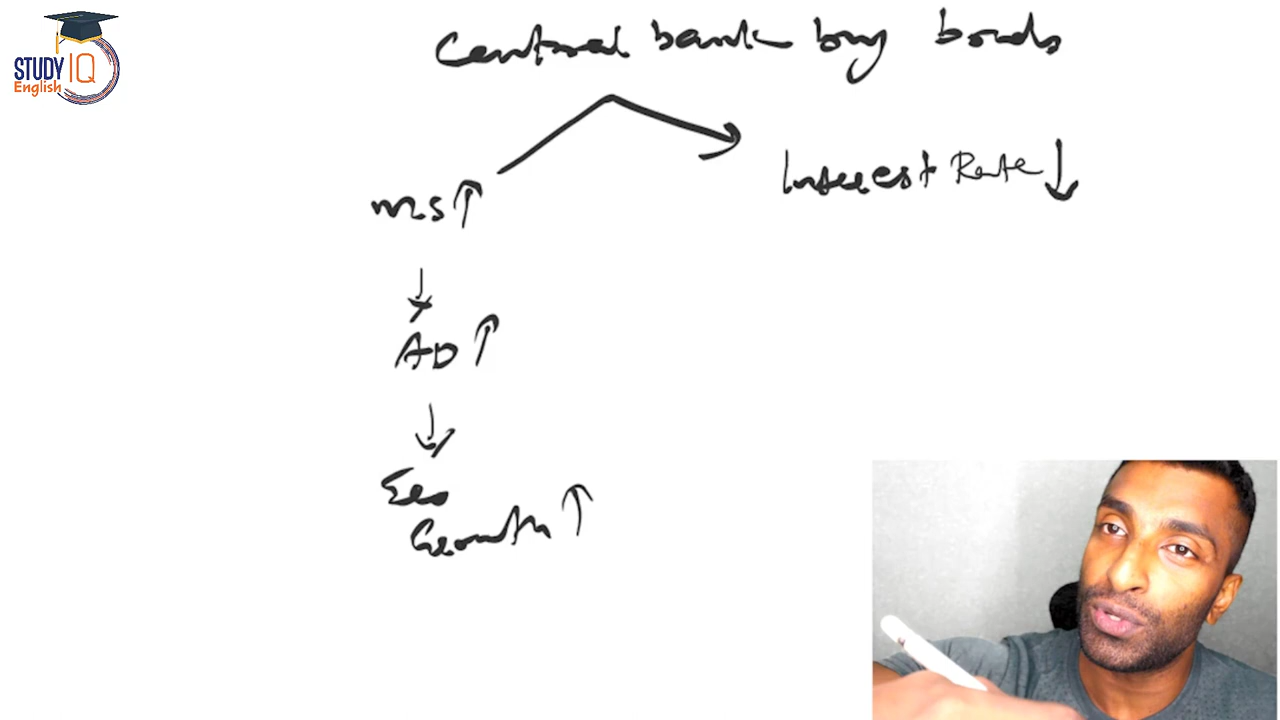 STUDY IQ
English
Central bank buy bonds
MS↑
Interest Rate↓
↓
AD↑
↓
Eco
Growth↑